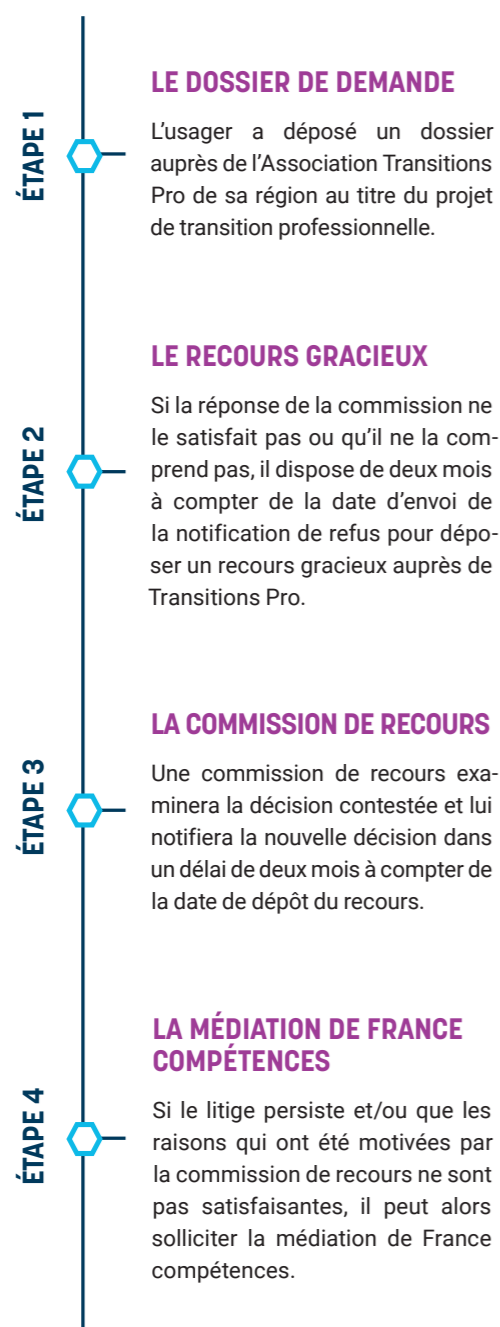 ÉTAPE 1
LE DOSSIER DE DEMANDE
L'usager a déposé un dossier
auprès de l'Association Transitions
Pro de sa région au titre du projet
de transition professionnelle.
ÉTAPE 2
LE RECOURS GRACIEUX
Si la réponse de la commission ne
le satisfait pas ou qu'il ne la com-
prend pas, il dispose de deux mois
à compter de la date d'envoi de
la notification de refus pour dépo-
ser un recours gracieux auprès de
Transitions Pro.
ÉTAPE 3
LA COMMISSION DE RECOURS
Une commission de recours exa-
minera la décision contestée et lui
notifiera la nouvelle décision dans
un délai de deux mois à compter de
la date de dépôt du recours.
ÉTAPE 4
LA MÉDIATION DE FRANCE
COMPÉTENCES
Si le litige persiste et/ou que les
raisons qui ont été motivées par
la commission de recours ne sont
pas satisfaisantes, il peut alors
solliciter la médiation de France
compétences.